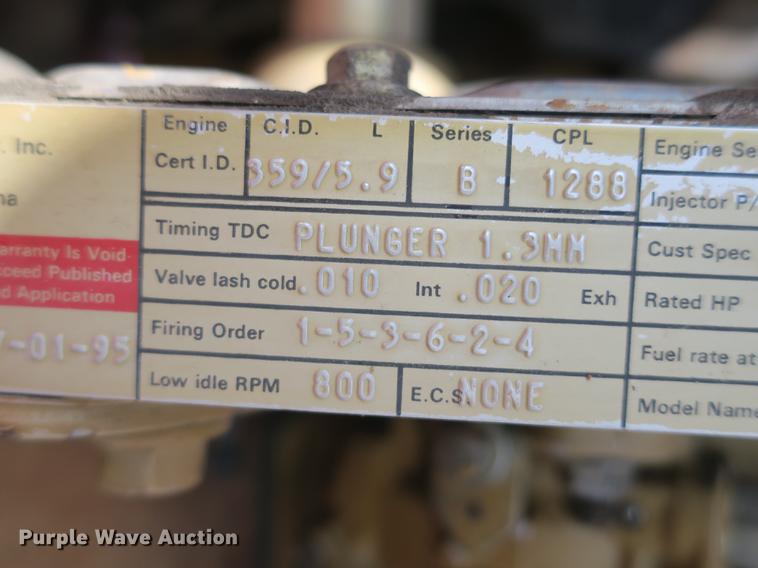 . Inc.
na
arranty Is Void
xceed Published
d Application
7-01-95
Engine
Cert I.D.
C.I.D. L
359/5.9
Series
B
CPL
1288
Timing TDC PLUNGER 1.3MM
Valve lash cold .010 Int .020 Exh
Firing Order 1-5-3-6-2-4
Low idle RPM 800
E.C.S NONE
Engine Se
Injector P/
Cust Spec
Rated HP
Fuel rate at
Model Name
Purple Wave Auction